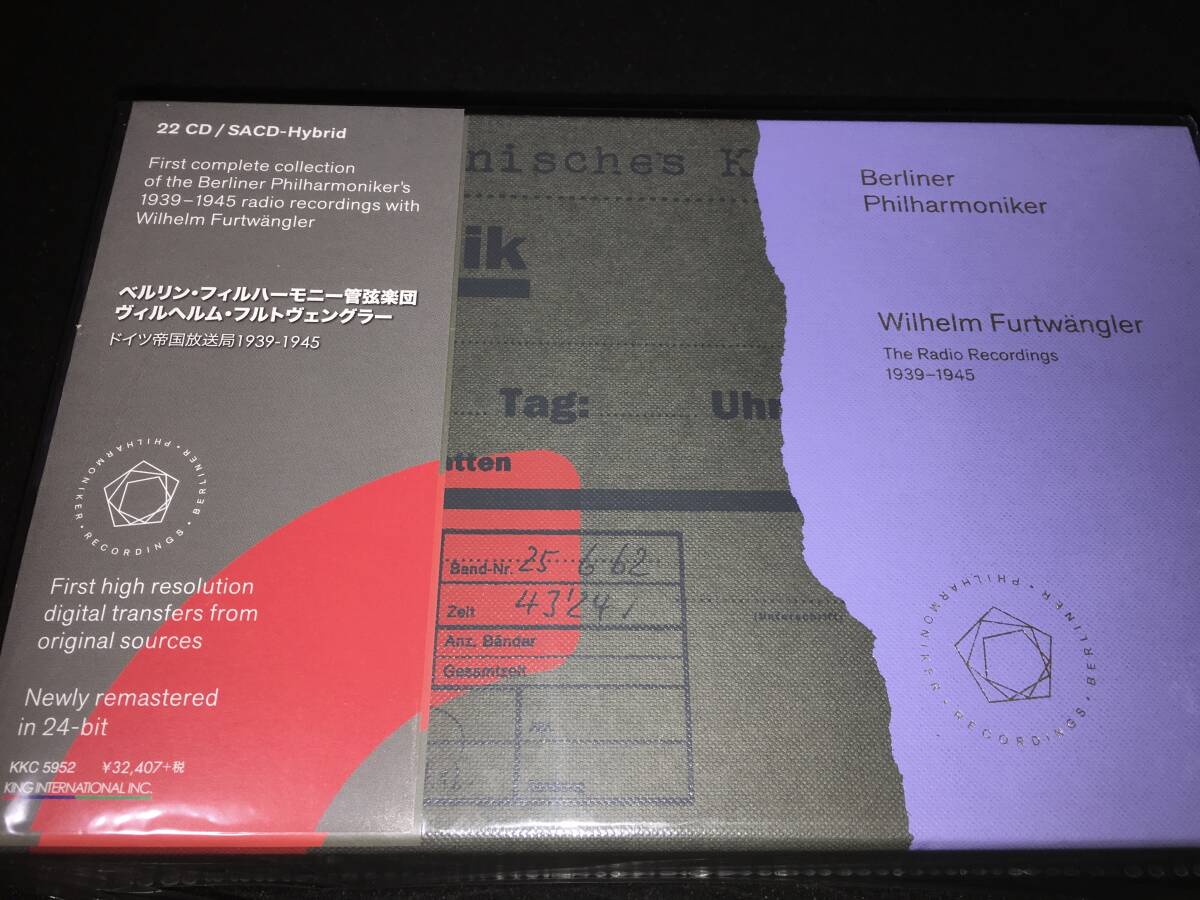 22 CD / SACD-Hybrid
First complete collection
of the Berliner Philharmoniker's
1939–1945 radio recordings with
Wilhelm Furtwängler
ベルリン・フィルハーモニー管弦楽団
ヴィルヘルム・フルトヴェングラー
ドイツ帝国放送局1939-1945
BERLINER • PHILHARMONIKER • RECORDINGS •
First high resolution
digital transfers from
original sources
Newly remastered
in 24-bit
KKC 5952 ¥32,407+税
KING INTERNATIONAL INC.
nisches K
ik
Tag: Uhr
tten
Band-Nr. 25 6 62
Zeit 43'24
(Unterschrift)
Anz. Bänder
Gesamtzeit
Berliner
Philharmoniker
Wilhelm Furtwängler
The Radio Recordings
1939–1945
BERLINER • PHILHARMONIKER • RECORDINGS •